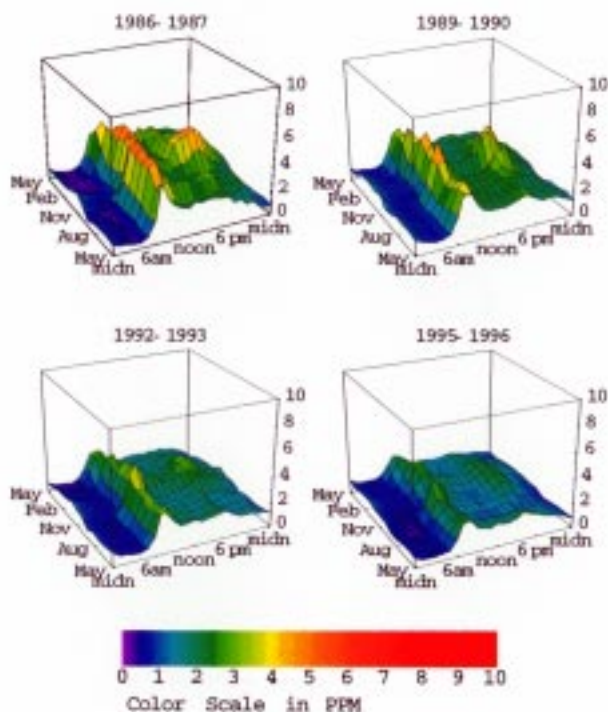 1986- 1987
10
8
6
4
2
0
May
Feb
Nov
Aug
May
midn
6am
noon
6 pm
midn
1989- 1990
10
8
6
4
2
0
May
Feb
Nov
Aug
May
midn
6am
noon
6 pm
midn
1992- 1993
10
8
6
4
2
0
May
Feb
Nov
Aug
May
midn
6am
noon
6 pm
midn
1995- 1996
10
8
6
4
2
0
May
Feb
Nov
Aug
May
midn
6am
noon
6 pm
midn
0 1 2 3 4 5 6 7 8 9 10
Color Scale in PPM